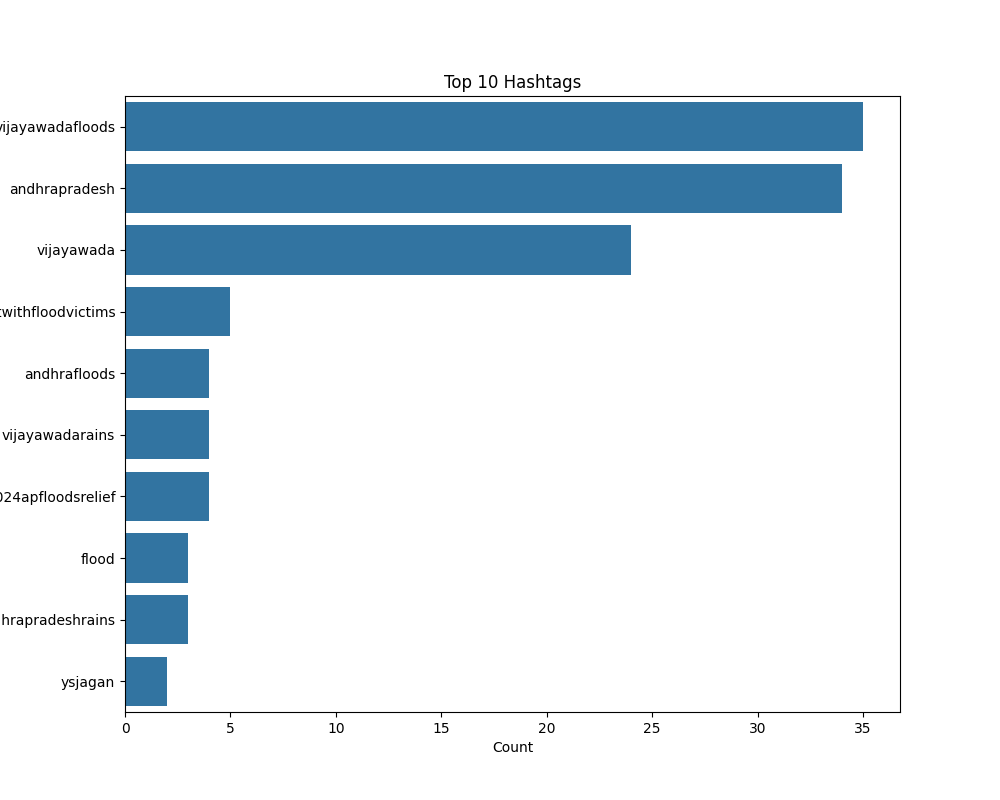 Top 10 Hashtags
vijayawadafloods
andhrapradesh
vijayawada
twithfloodvictims
andhrafloods
vijayawadarains
024apfloodsrelief
flood
hrapradeshrains
ysjagan
0 5 10 15 20 25 30 35
Count